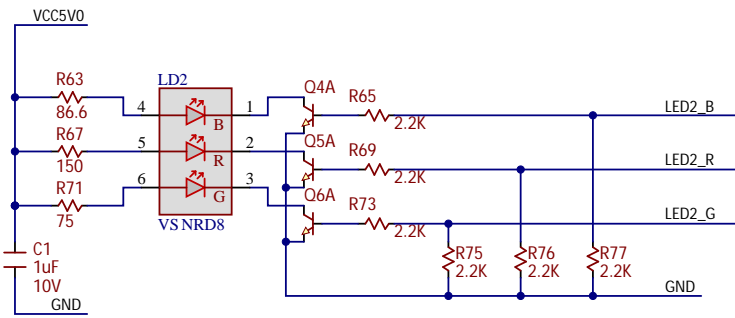 VCC5V0
R63
86.6
R67
150
R71
75
C1
1uF
10V
GND
LD2
4
5
6
B
R
G
1
2
3
VS NRD8
Q4A
Q5A
Q6A
R65
2.2K
R69
2.2K
R73
2.2K
R75
2.2K
R76
2.2K
R77
2.2K
LED2_B
LED2_R
LED2_G
GND